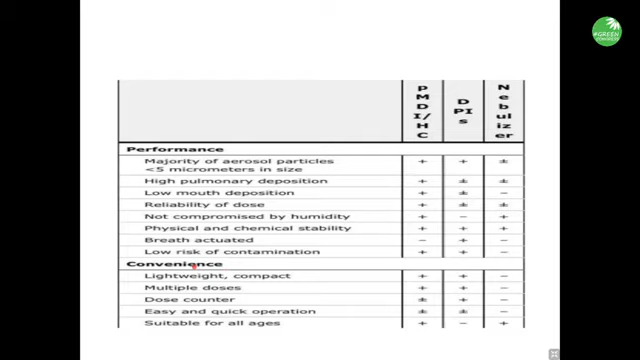 #GREEN
pMDI/HC DPIs Nebulizer
Performance
Majority of aerosol particles <5 micrometers in size + + ±
High pulmonary deposition + ± ±
Low mouth deposition + ± –
Reliability of dose + ± ±
Not compromised by humidity + – +
Physical and chemical stability + + +
Breath actuated – + –
Low risk of contamination + + –
Convenience
Lightweight, compact + + –
Multiple doses + + –
Dose counter ± + –
Easy and quick operation ± ± –
Suitable for all ages + – +